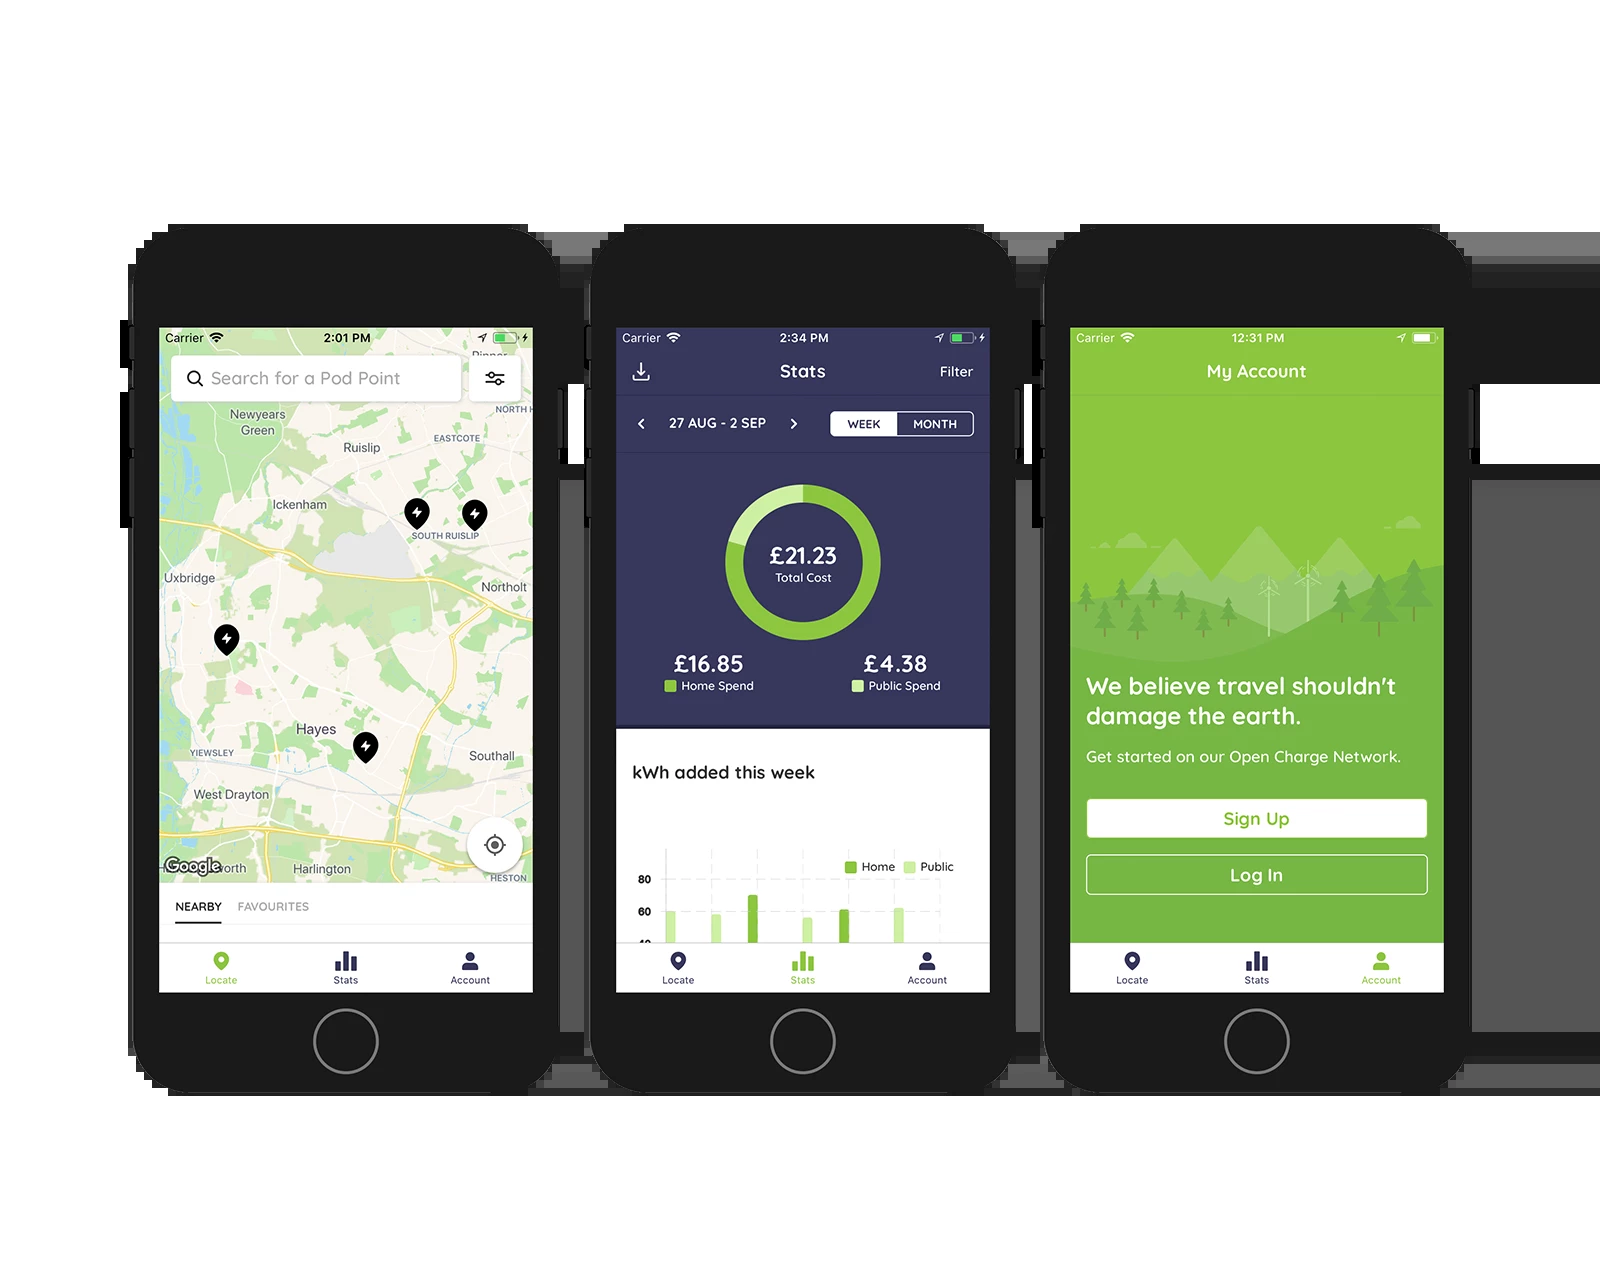 Carrier
2:01 PM
Search for a Pod Point
NORTH H
Newyears
Green
Ruislip
EASTCOTE
Ickenham
SOUTH RUISLIP
Uxbridge
Northolt
Hayes
YIEWSLEY
Southall
West Drayton
Google
Harlington
HESTON
NEARBY
FAVOURITES
Locate
Stats
Account
Carrier
2:34 PM
Stats
Filter
27 AUG - 2 SEP
WEEK
MONTH
£21.23
Total Cost
£16.85
Home Spend
£4.38
Public Spend
kWh added this week
Home
Public
80
60
40
Locate
Stats
Account
Carrier
12:31 PM
My Account
We believe travel shouldn't
damage the earth.
Get started on our Open Charge Network.
Sign Up
Log In
Locate
Stats
Account